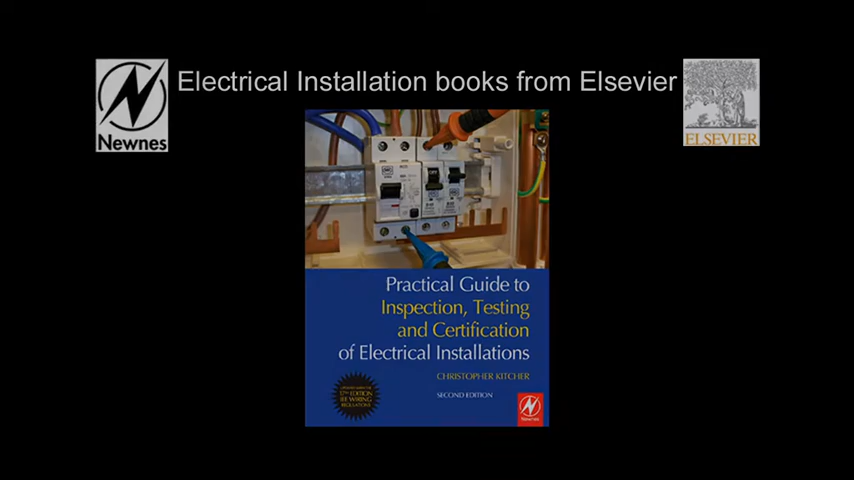 Electrical Installation books from Elsevier
Newnes
ELSEVIER
Practical Guide to
Inspection, Testing
and Certification
of Electrical Installations
CHRISTOPHER KITCHER
SECOND EDITION
17TH EDITION
IEE WIRING
REGULATIONS
Newnes